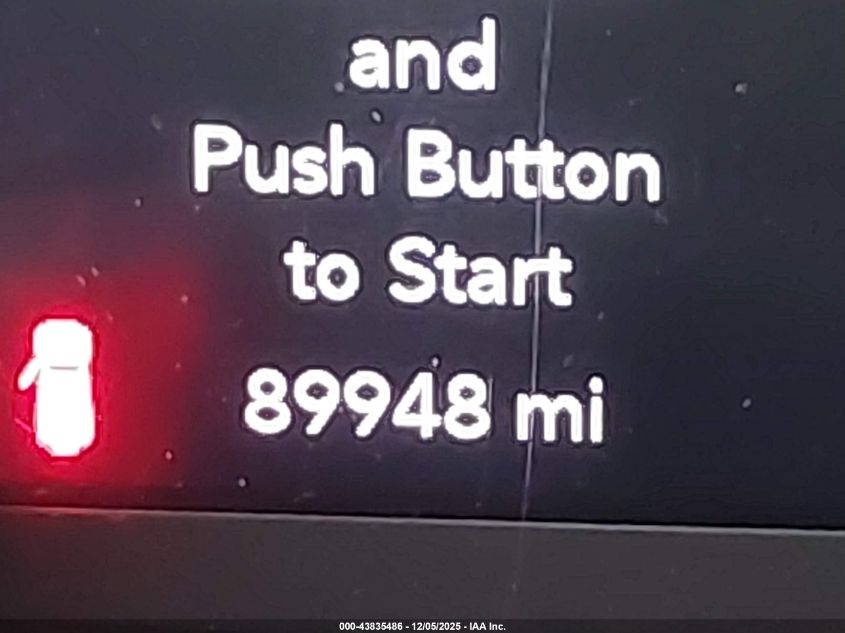 and
Push Button
to Start
89948 mi
000-43835486 - 12/05/2025 - IAA Inc.